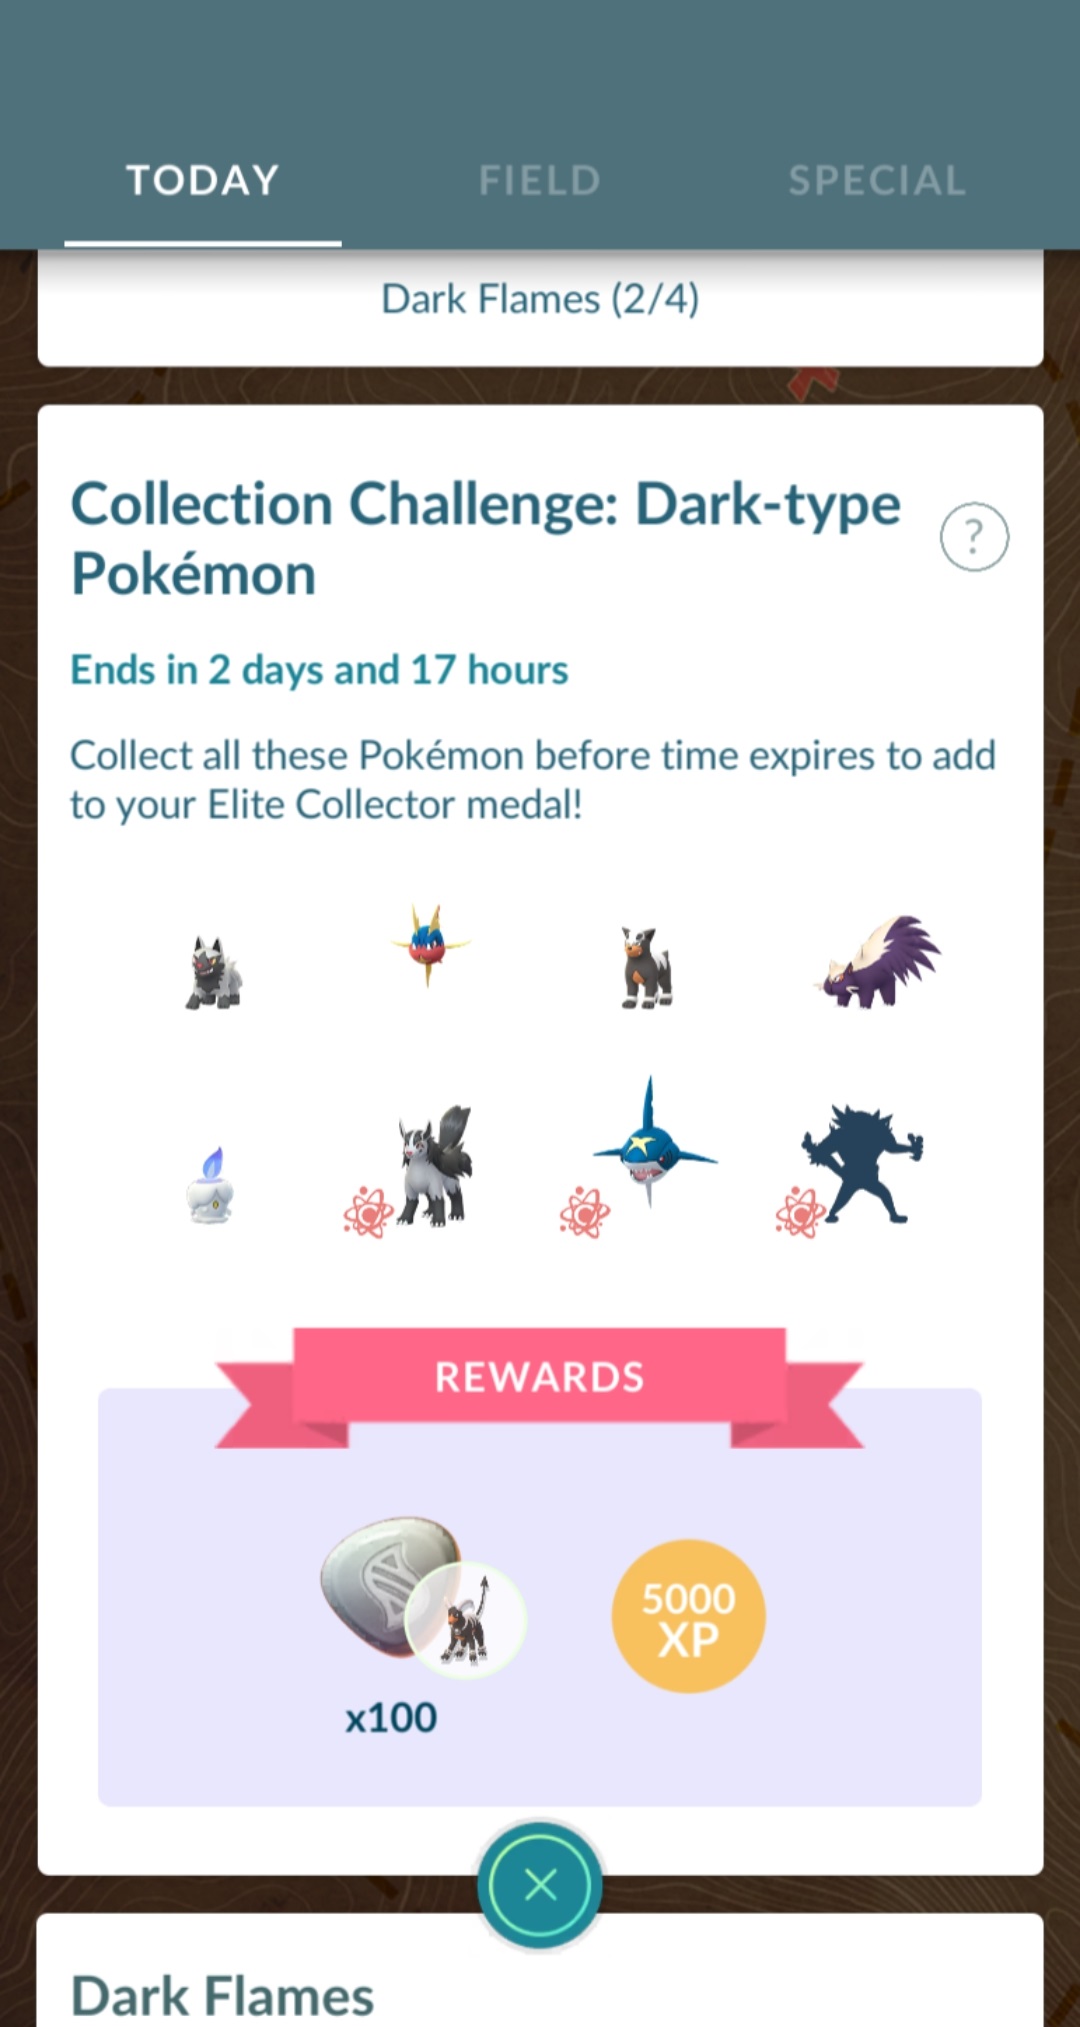 TODAY
FIELD
SPECIAL
Dark Flames (2/4)
Collection Challenge: Dark-type
Pokémon
?
Ends in 2 days and 17 hours
Collect all these Pokémon before time expires to add
to your Elite Collector medal!
REWARDS
5000
XP
x100
Dark Flames